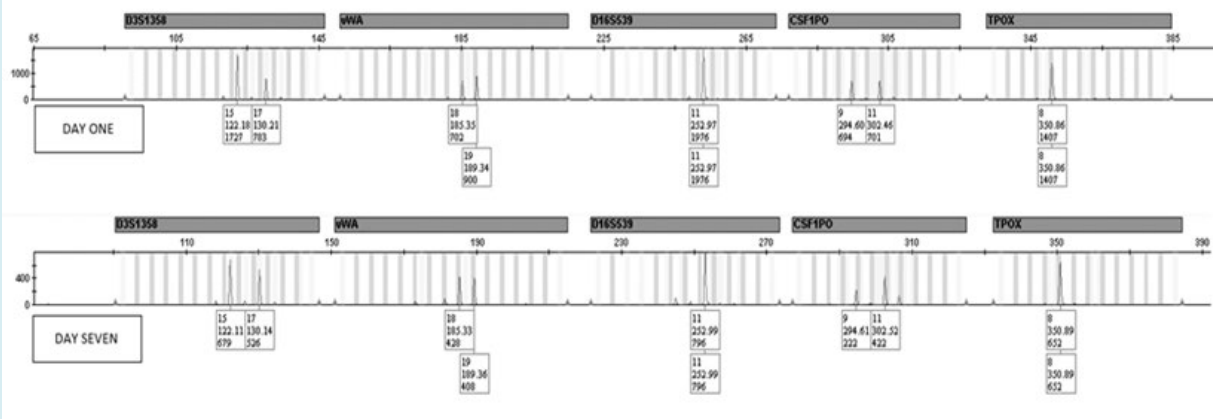 D3S1358 vWA D16S539 CSF1PO TPOX
65 105 145 185 225 265 305 345 385
1000
0
DAY ONE
15 17 18 11 9 11 8
122.18 130.21 185.35 252.97 294.60 302.46 350.86
1727 783 702 1976 694 701 1407
19 11 8
189.34 252.97 350.86
900 1976 1407
D3S1358 vWA D16S539 CSF1PO TPOX
110 150 190 230 270 310 350 390
400
0
DAY SEVEN
15 17 18 11 9 11 8
122.11 130.14 185.33 252.99 294.61 302.52 350.89
679 526 428 796 222 422 652
19 11 8
189.36 252.99 350.89
408 796 652